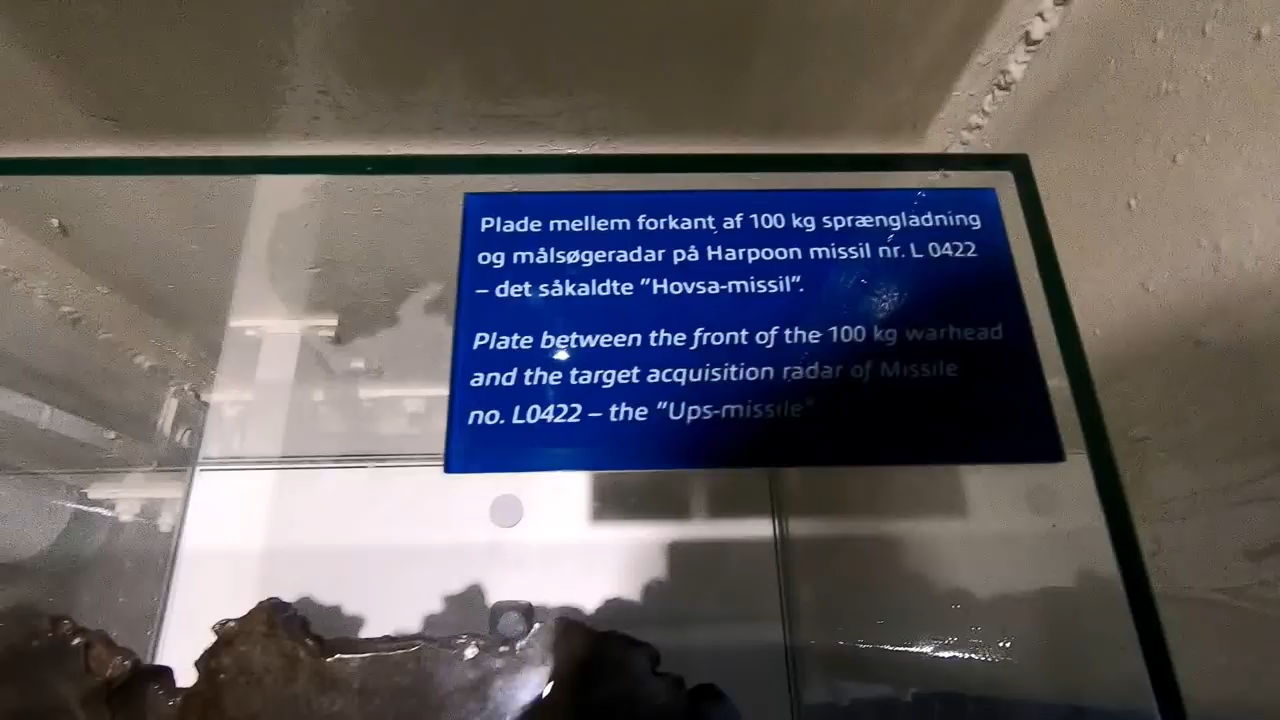 Plade mellem forkant af 100 kg sprængladning
og målsøgeradar på Harpoon missil nr. L 0422
– det såkaldte "Hovsa-missil".
Plate between the front of the 100 kg warhead
and the target acquisition radar of Missile
no. L0422 – the "Ups-missile"